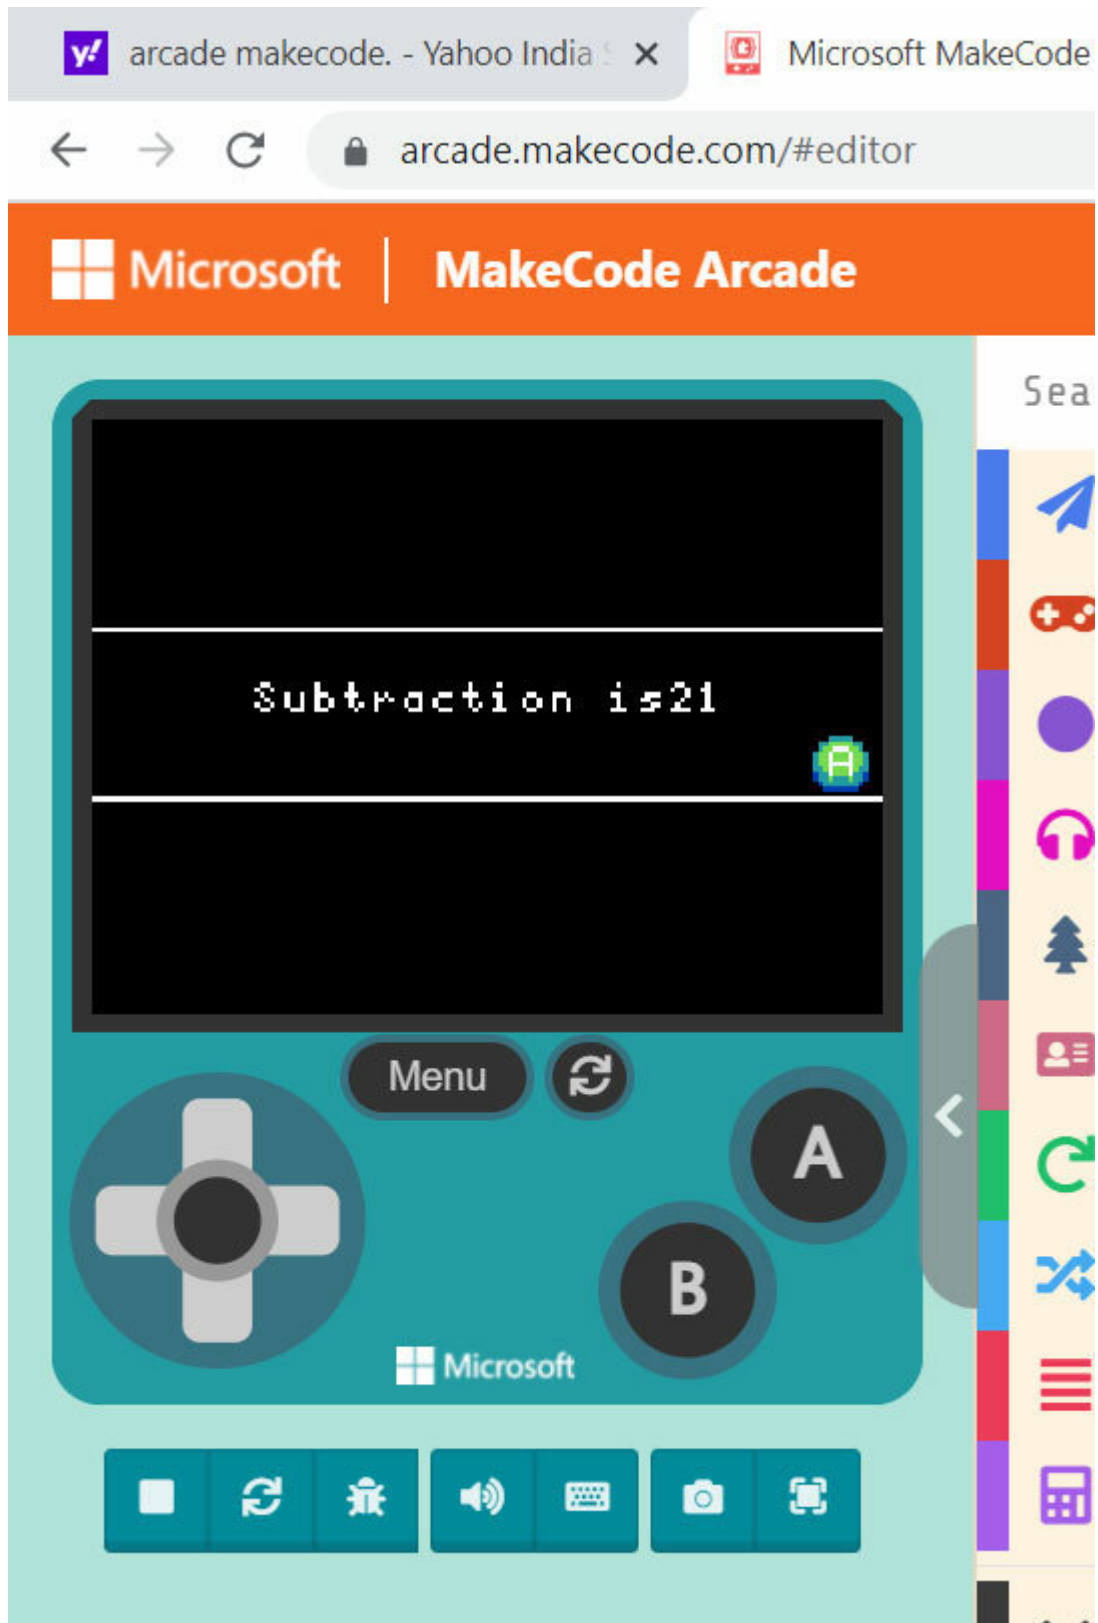 y! arcade makecode. - Yahoo India
Microsoft MakeCode
arcade.makecode.com/#editor
Microsoft | MakeCode Arcade
Sea
Subtraction is21
A
Menu
A
B
Microsoft